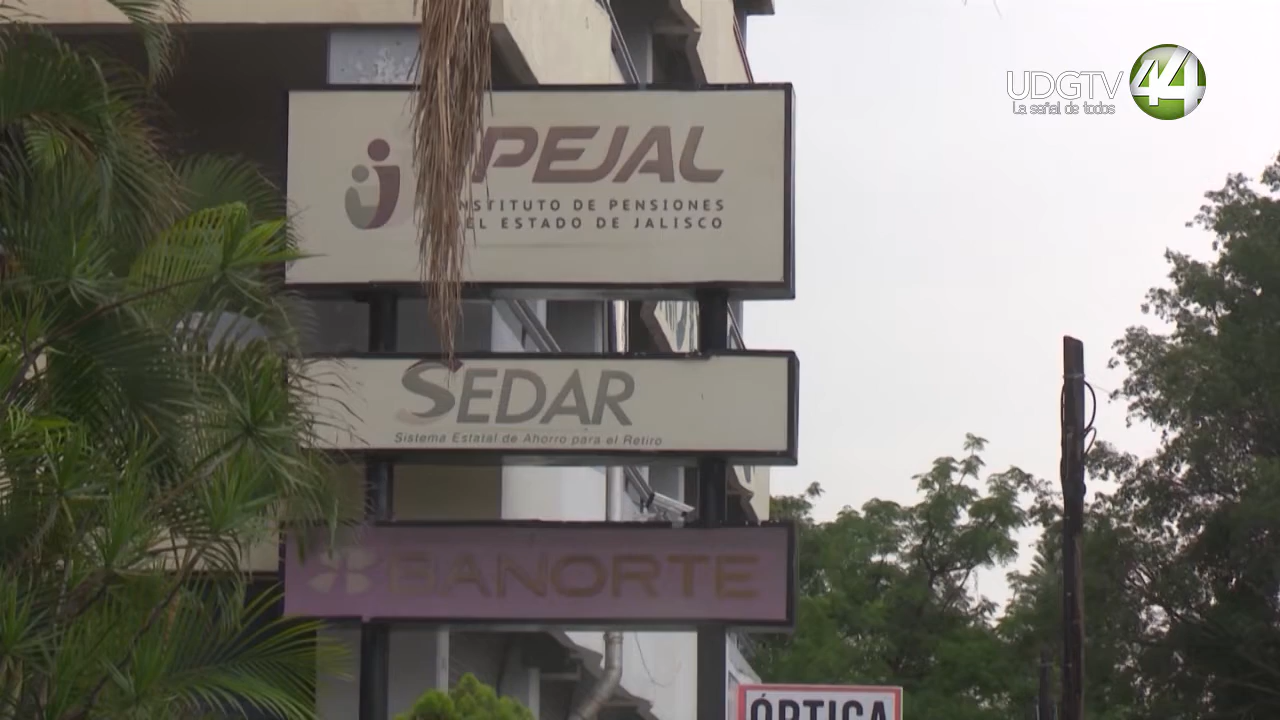 UDGTV 44
La señal de todos
PEJAL
NSTITUTO DE PENSIONES
EL ESTADO DE JALISCO
SEDAR
Sistema Estatal de Ahorro para el Retiro
BANORTE
ÓPTICA